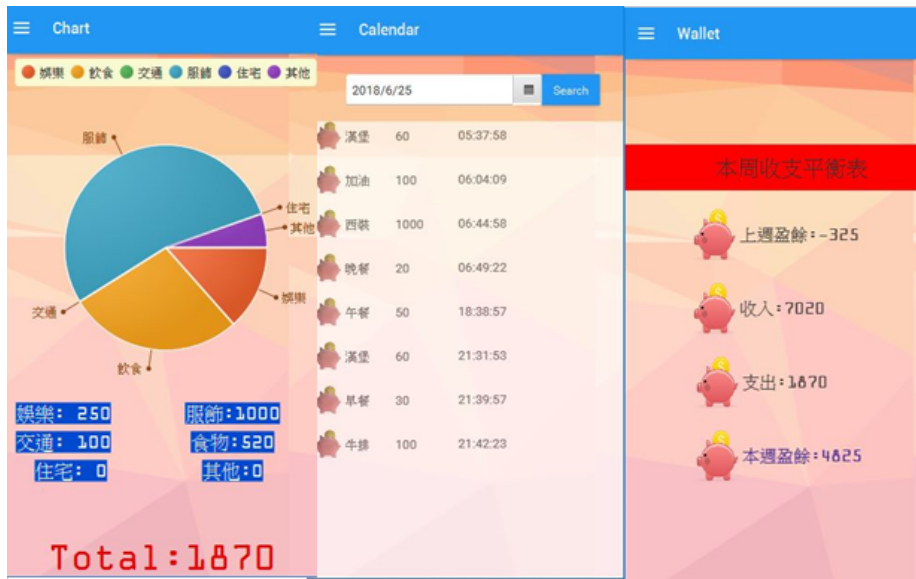 Chart
娛樂 飲食 交通 服飾 住宅 其他
服飾
住宅
其他
娛樂
交通
飲食
娛樂: 250 服飾:1000
交通: 100 食物:520
住宅: 0 其他:0
Total:1870
Calendar
2018/6/25 Search
漢堡 60 05:37:58
加油 100 06:04:09
西裝 1000 06:44:58
晚餐 20 06:49:22
午餐 50 18:38:57
漢堡 60 21:31:53
早餐 30 21:39:57
牛排 100 21:42:23
Wallet
本周收支平衡表
上週盈餘:-325
收入:7020
支出:1870
本週盈餘:4825